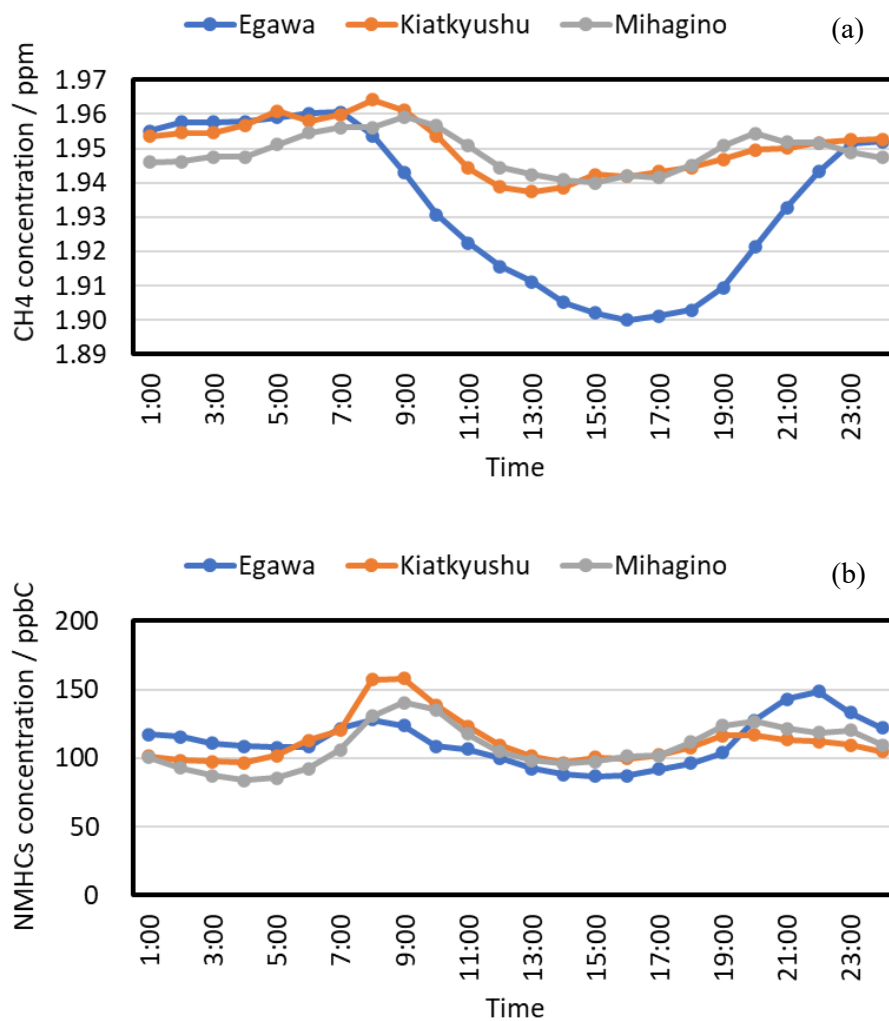 Egawa Kiatkyushu Mihagino (a)
CH4 concentration / ppm
1.97
1.96
1.95
1.94
1.93
1.92
1.91
1.90
1.89
1:00 3:00 5:00 7:00 9:00 11:00 13:00 15:00 17:00 19:00 21:00 23:00
Time
Egawa Kiatkyushu Mihagino (b)
NMHCs concentration / ppbC
200
150
100
50
0
1:00 3:00 5:00 7:00 9:00 11:00 13:00 15:00 17:00 19:00 21:00 23:00
Time